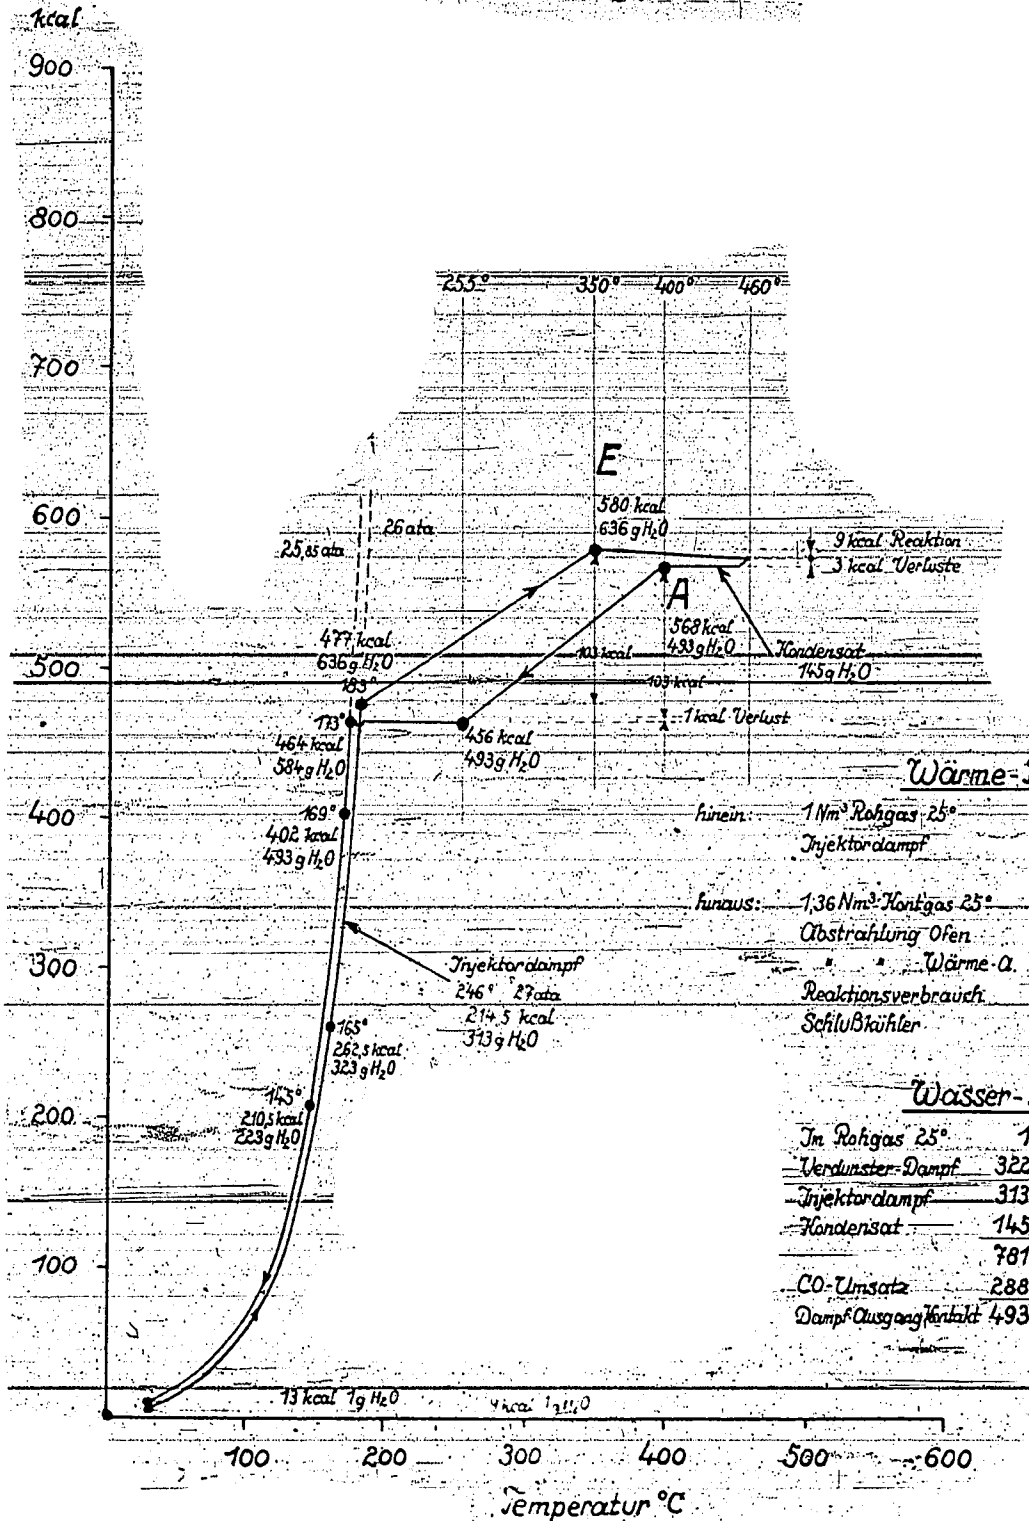 kcal
900
800
700
600
500
400
300
200
100
255° 350° 400° 460°
E
580 kcal
636 g H₂O
26 ata
25,85 ata
9 kcal Reaktion
3 kcal Verluste
A
568 kcal
493 g H₂O
Kondensat
145 g H₂O
477 kcal
636 g H₂O
183°
103 kcal
103 kcal
1 kcal Verlust
173°
464 kcal
584 g H₂O
456 kcal
493 g H₂O
169°
402 kcal
493 g H₂O
Wärme-
hinein: 1 Nm³ Rohgas 25°
Injektordampf
hinaus: 1,36 Nm³ Kontgas 25°
Abstrahlung Ofen
" " Wärme-A.
Reaktionsverbrauch
Schlußkühler
Injektordampf
246° 27 ata
214,5 kcal
313 g H₂O
165°
262,5 kcal
323 g H₂O
145°
210,5 kcal
223 g H₂O
Wasser-
Im Rohgas 25° 1
Verdunster-Dampf 322
Injektordampf 313
Kondensat 145
781
CO-Umsatz 288
Dampf Ausgang Kontakt 493
13 kcal 1 g H₂O
100 200 300 400 500 600
Temperatur °C